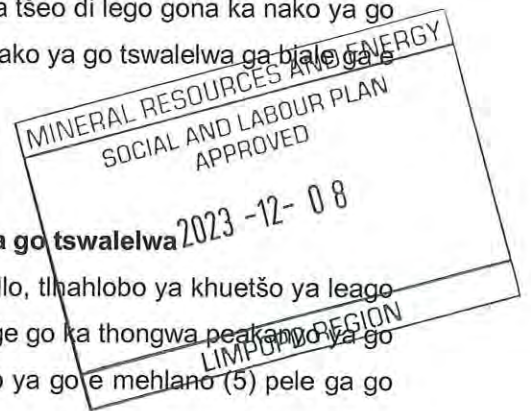 tšeo di lego gona ka nako ya go
ako ya go tswalelwa ga bjale ga e
MINERAL RESOURCES AND ENERGY
SOCIAL AND LABOUR PLAN
APPROVED
2023 -12- 08
LIMPOPO REGION
go tswalelwa
llo, tlhahlobo ya khuetšo ya leago
ge go ka thongwa peakanyo ya go
ya go e mehlano (5) pele ga go